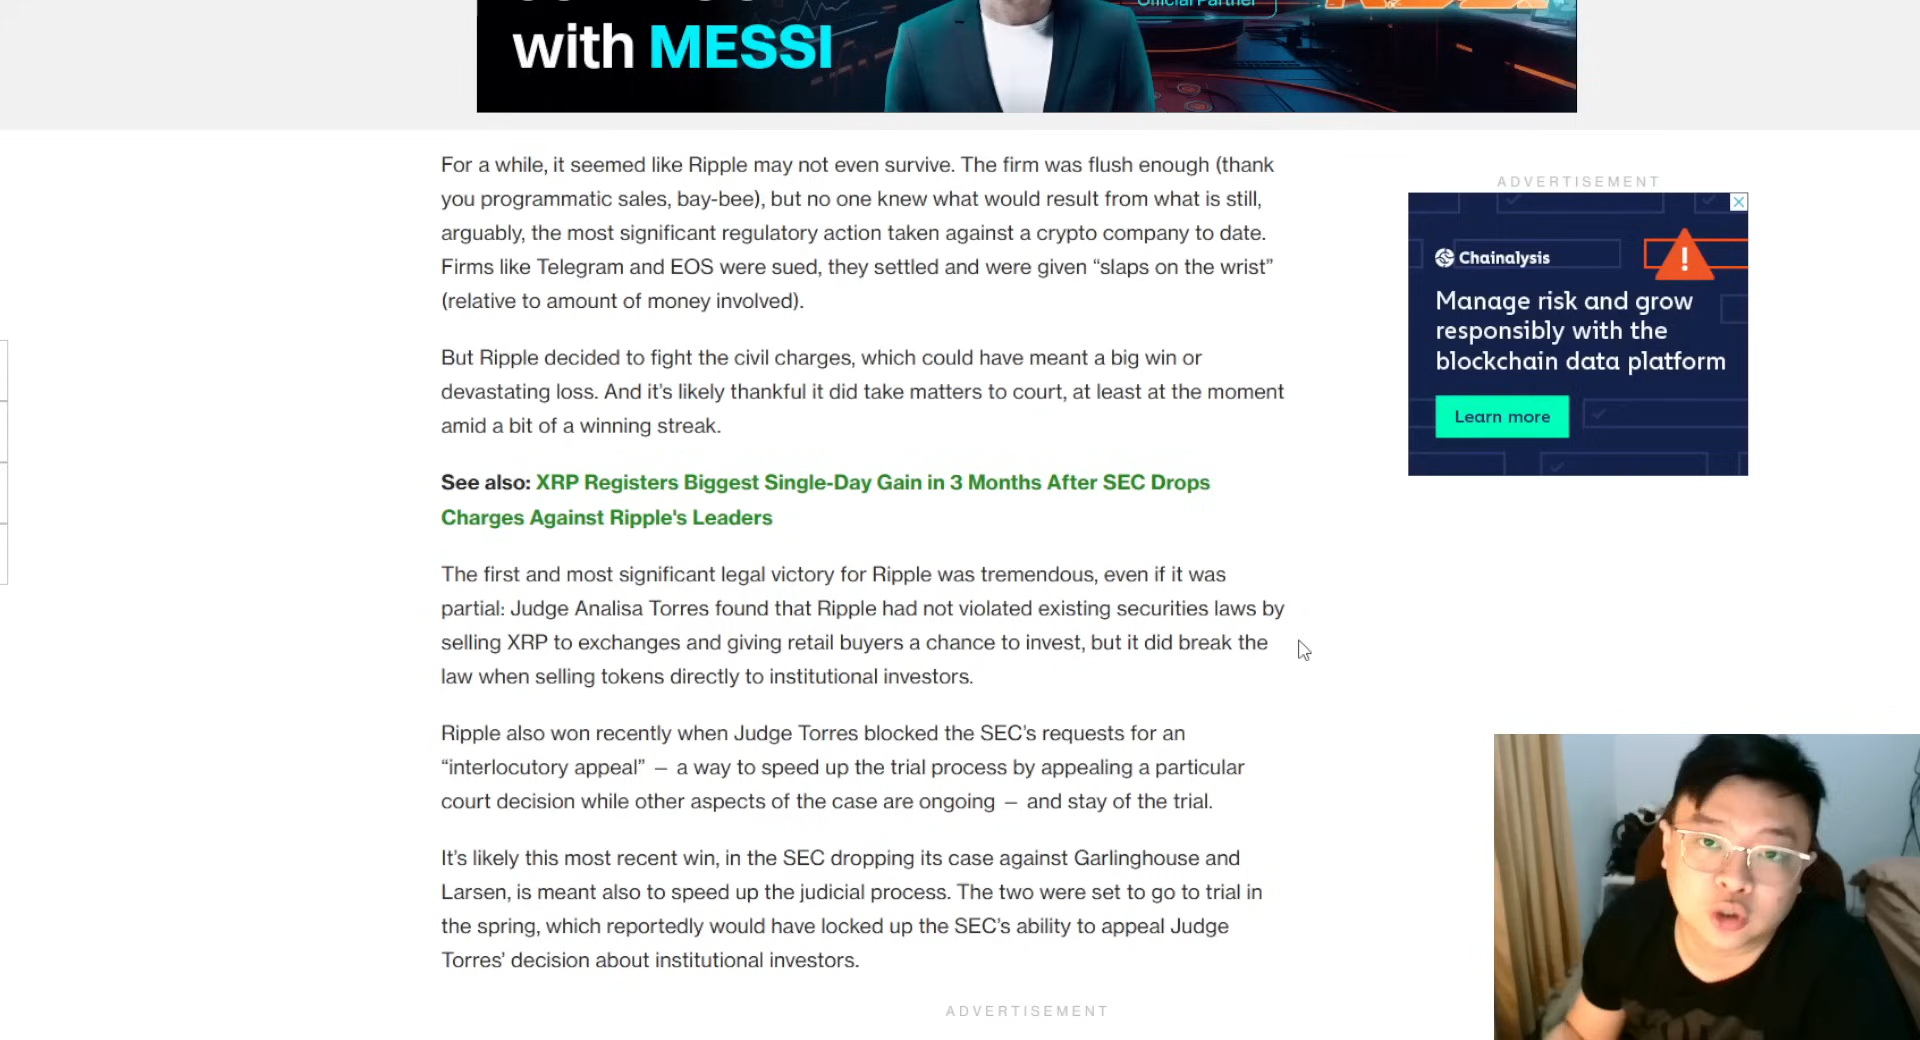 Official Partner
with MESSI
For a while, it seemed like Ripple may not even survive. The firm was flush enough (thank
you programmatic sales, bay-bee), but no one knew what would result from what is still,
arguably, the most significant regulatory action taken against a crypto company to date.
Firms like Telegram and EOS were sued, they settled and were given “slaps on the wrist”
(relative to amount of money involved).
But Ripple decided to fight the civil charges, which could have meant a big win or
devastating loss. And it’s likely thankful it did take matters to court, at least at the moment
amid a bit of a winning streak.
See also: XRP Registers Biggest Single-Day Gain in 3 Months After SEC Drops
Charges Against Ripple's Leaders
The first and most significant legal victory for Ripple was tremendous, even if it was
partial: Judge Analisa Torres found that Ripple had not violated existing securities laws by
selling XRP to exchanges and giving retail buyers a chance to invest, but it did break the
law when selling tokens directly to institutional investors.
Ripple also won recently when Judge Torres blocked the SEC’s requests for an
“interlocutory appeal” — a way to speed up the trial process by appealing a particular
court decision while other aspects of the case are ongoing — and stay of the trial.
It’s likely this most recent win, in the SEC dropping its case against Garlinghouse and
Larsen, is meant also to speed up the judicial process. The two were set to go to trial in
the spring, which reportedly would have locked up the SEC’s ability to appeal Judge
Torres’ decision about institutional investors.
ADVERTISEMENT
ADVERTISEMENT
Chainalysis
Manage risk and grow
responsibly with the
blockchain data platform
Learn more